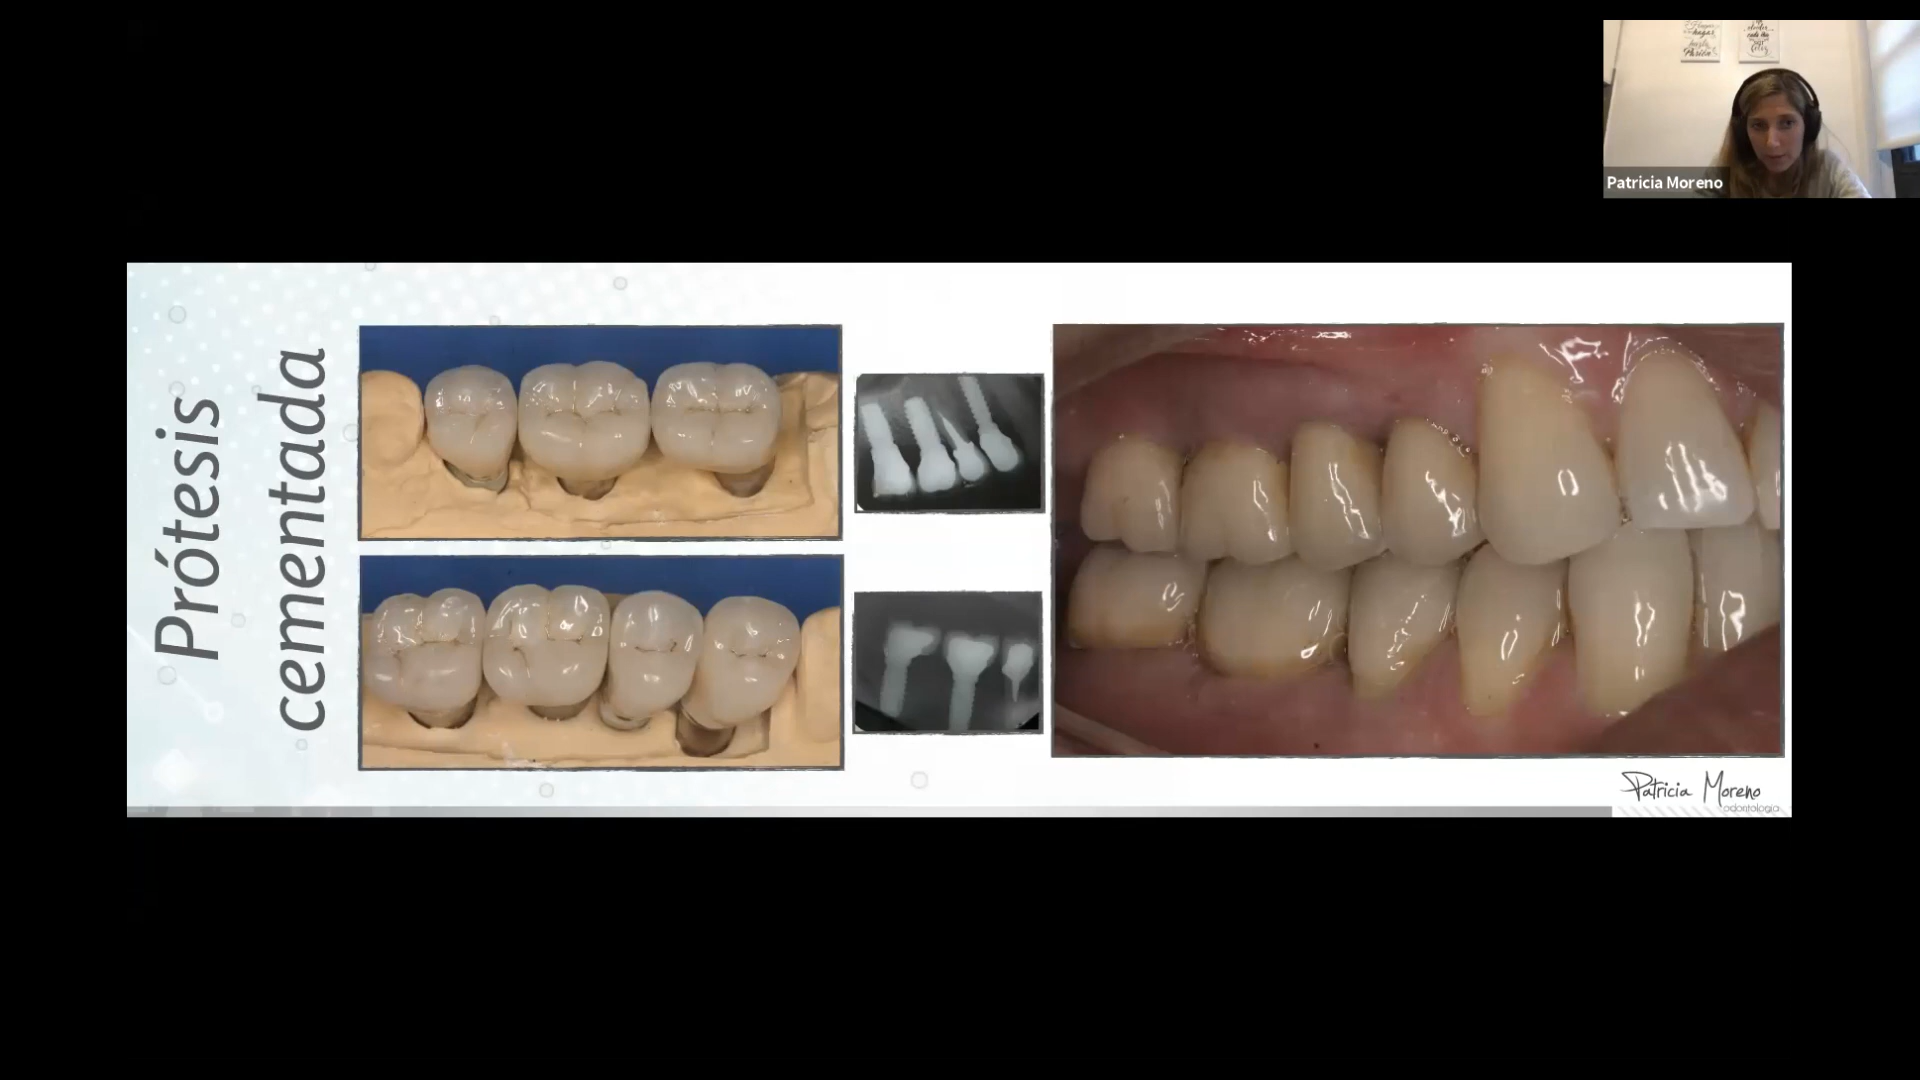 Patricia Moreno
Prótesis
cementada
Patricia Moreno
odontología